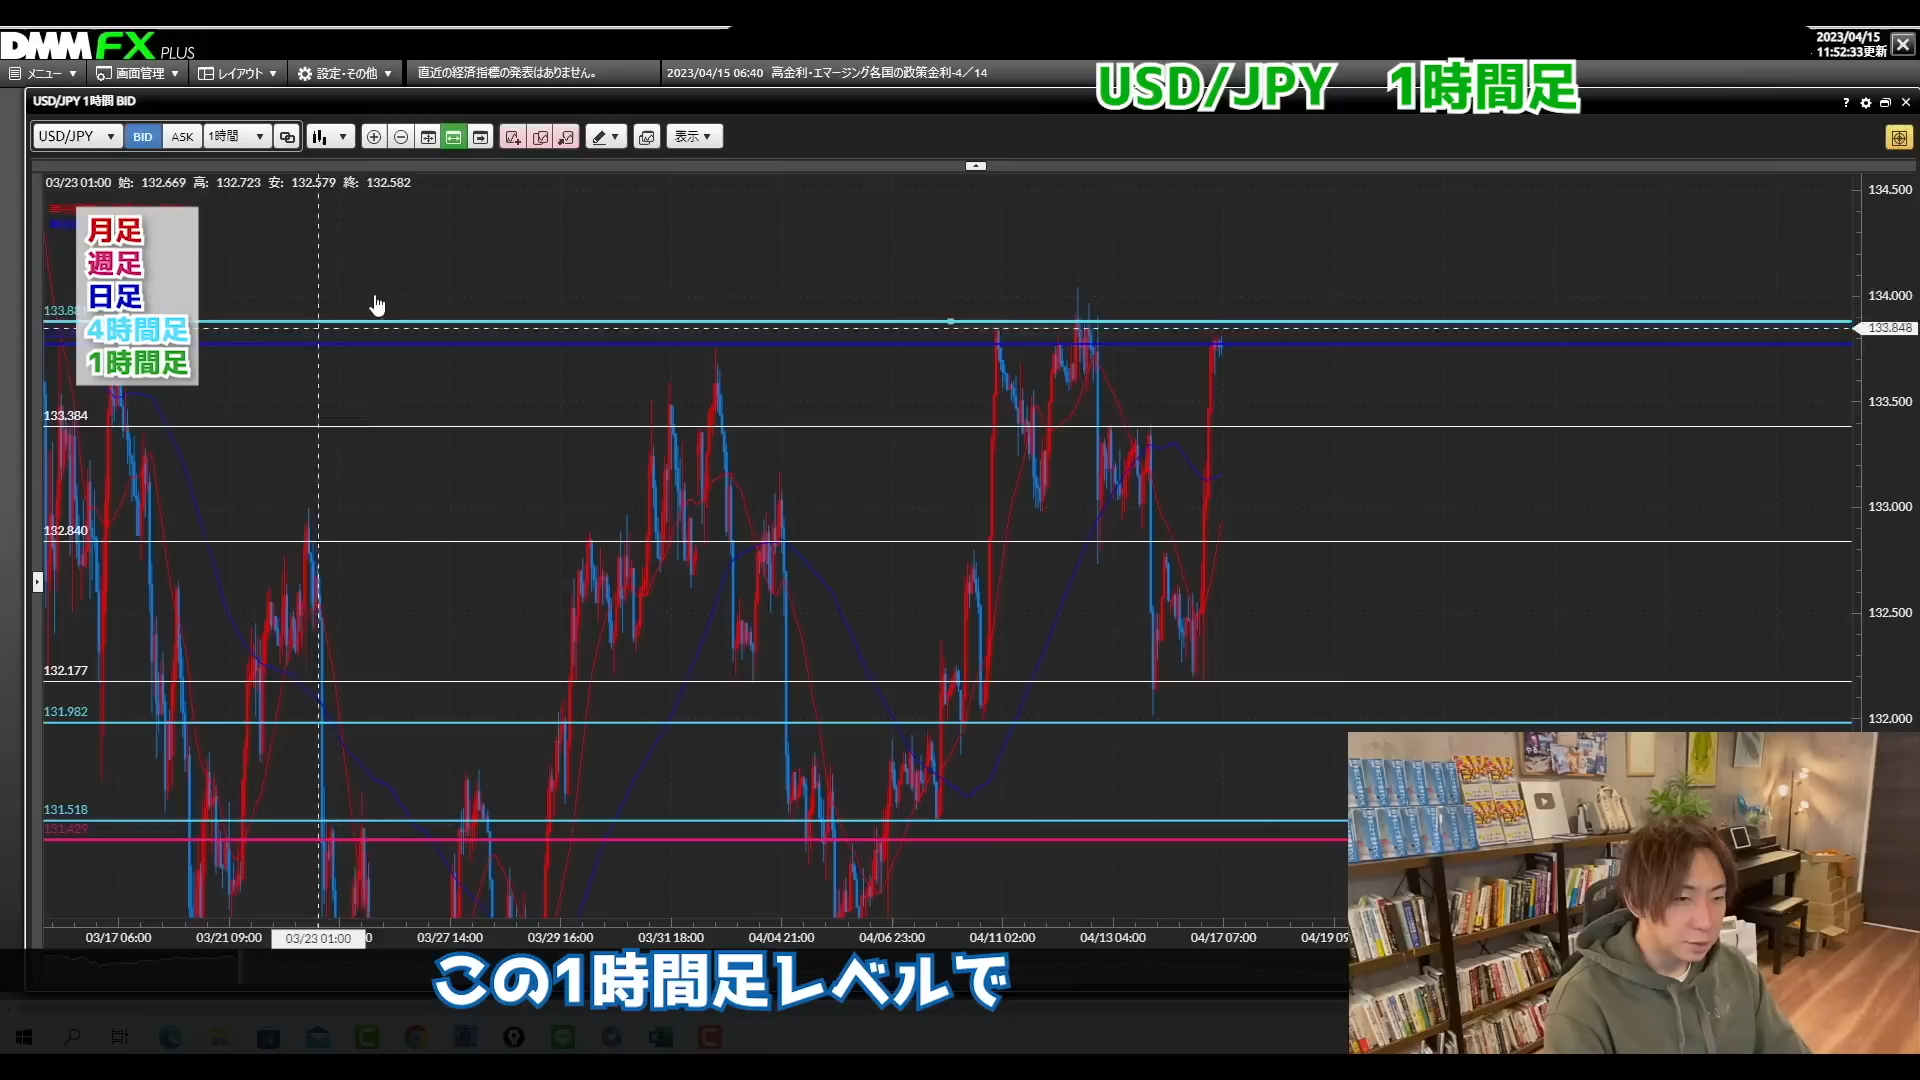 DMM FX PLUS
2023/04/15
11:52:33更新
メニュー
画面管理
レイアウト
設定・その他
直近の経済指標の発表はありません。
2023/04/15 06:40 高金利・エマージング各国の政策金利-4/14
USD/JPY 1時間足
USD/JPY 1時間 BID
USD/JPY
BID
ASK
1時間
表示
03/23 01:00 始: 132.669 高: 132.723 安: 132.579 終: 132.582
月足
週足
日足
4時間足
1時間足
133.384
132.840
132.177
131.982
131.518
131.429
134.500
134.000
133.848
133.500
133.000
132.500
132.000
03/17 06:00
03/21 09:00
03/23 01:00
03/27 14:00
03/29 16:00
03/31 18:00
04/04 21:00
04/06 23:00
04/11 02:00
04/13 04:00
04/17 07:00
この1時間足レベルで